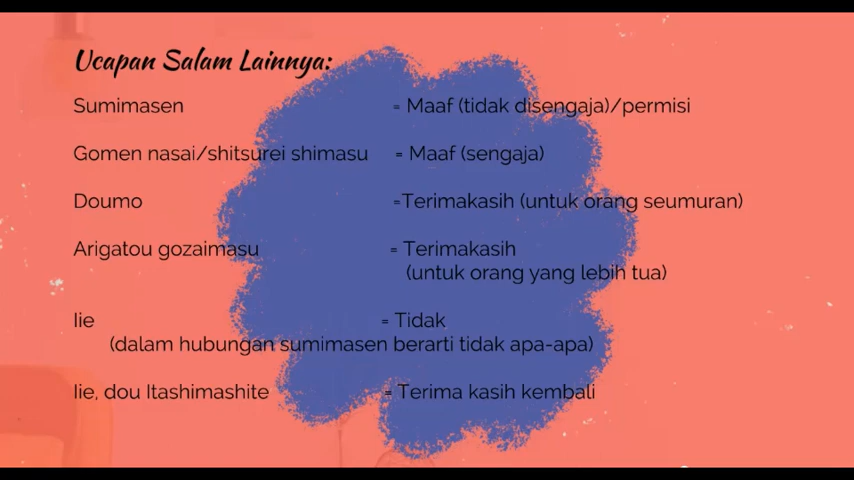 Ucapan Salam Lainnya:
Sumimasen = Maaf (tidak disengaja)/permisi
Gomen nasai/shitsurei shimasu = Maaf (sengaja)
Doumo =Terimakasih (untuk orang seumuran)
Arigatou gozaimasu = Terimakasih
(untuk orang yang lebih tua)
Iie = Tidak
(dalam hubungan sumimasen berarti tidak apa-apa)
Iie, dou Itashimashite = Terima kasih kembali